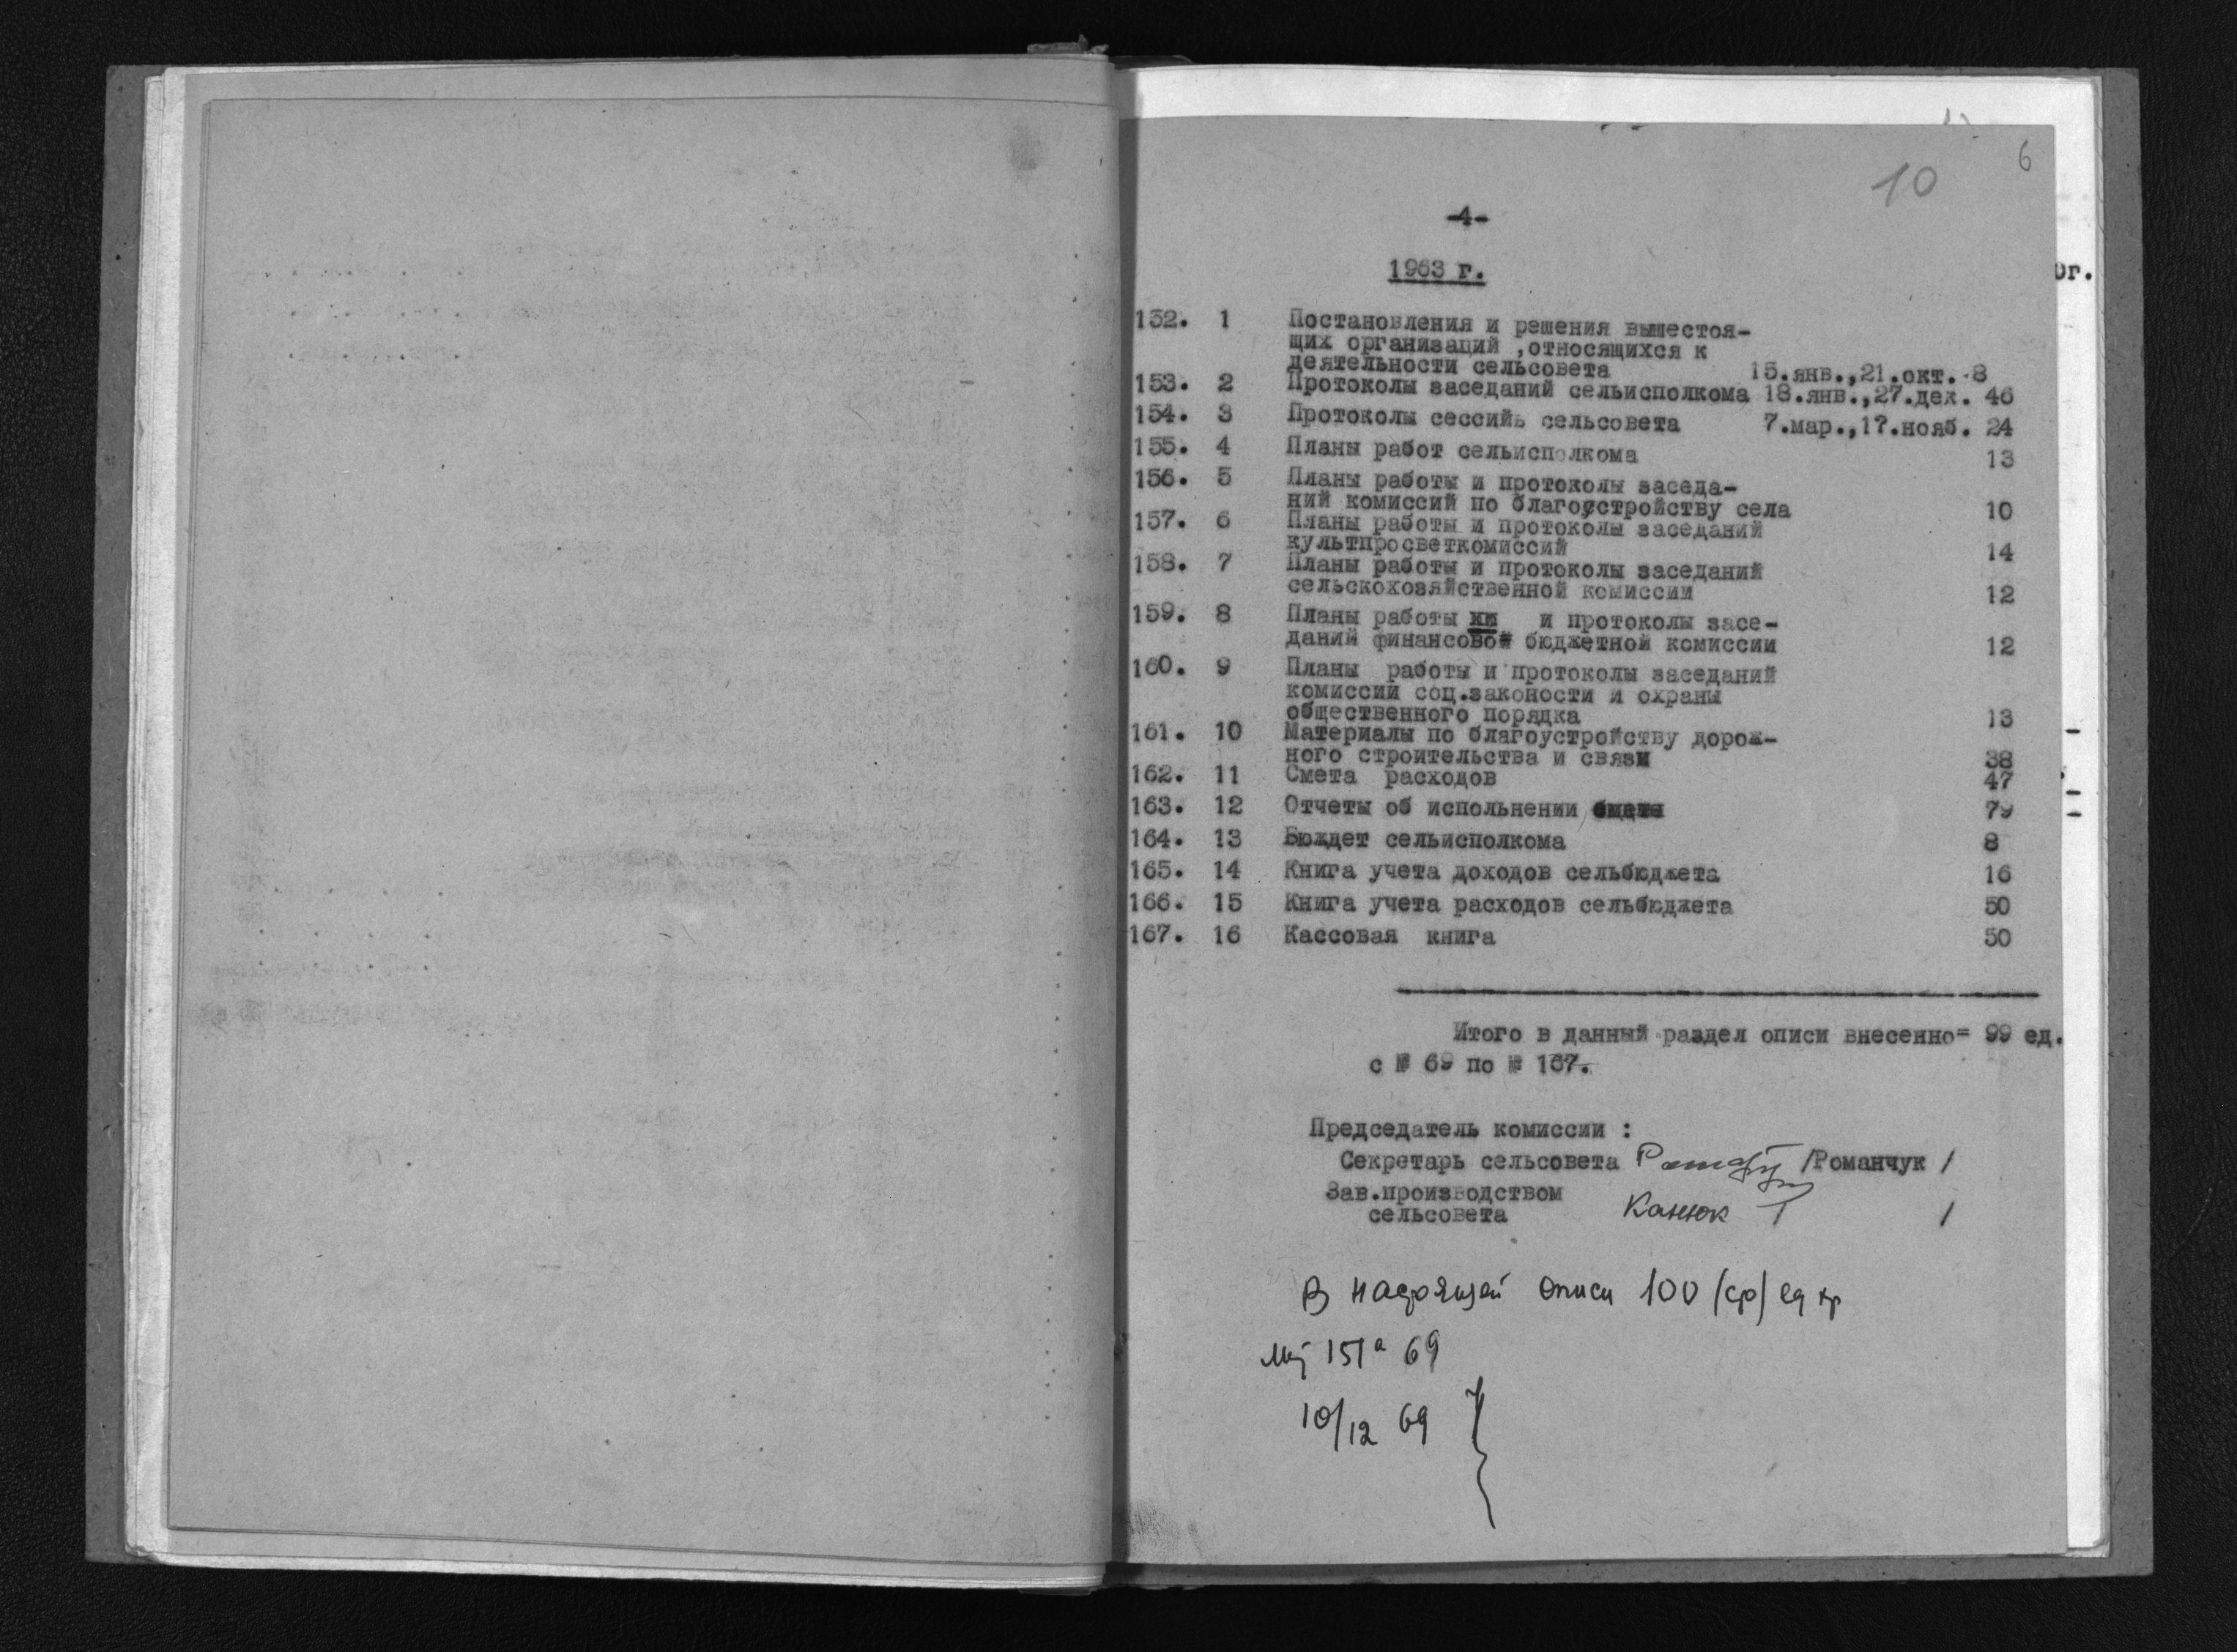 10
6
-4-
1963 г.
0г.
152. 1 Постановления и решения вышестоя-
щих организаций ,относящихся к
деятельности сельсовета 15.янв.,21.окт. 8
153. 2 Протоколы заседаний сельисполкома 18.янв.,27.дек. 46
154. 3 Протоколы сессийь сельсовета 7.мар.,17.нояб. 24
155. 4 Планы работ сельисполкома 13
156. 5 Планы работы и протоколы заседа-
ний комиссий по благоустройству села 10
157. 6 Планы работы и протоколы заседаний
культпросветкомиссий 14
158. 7 Планы работы и протоколы заседаний
сельскохозяйственной комиссии 12
159. 8 Планы работы и протоколы засе-
даний финансовой бюджетной комиссии 12
160. 9 Планы работы и протоколы заседаний
комиссии соц.законости и охраны
общественного порядка 13
161. 10 Материалы по благоустройству дорож-
ного строительства и связи 38
162. 11 Смета расходов 47
163. 12 Отчеты об испольнении сметы 79
164. 13 Бюждет сельисполкома 8
165. 14 Книга учета доходов сельбюджета 16
166. 15 Книга учета расходов сельбюджета 50
167. 16 Кассовая книга 50
Итого в данный раздел описи внесенно= 99 ед.
с № 69 по № 167.
Председатель комиссии :
Секретарь сельсовета /Романчук /
Зав.производством
сельсовета Канюк /
В настоящей описи 100 (сто) ед хр
151а 69
10/12 69